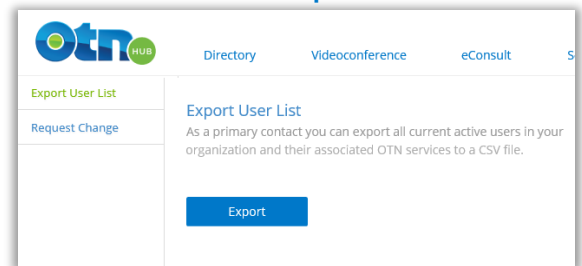 otn HUB
Directory Videoconference eConsult S
Export User List
Request Change
Export User List
As a primary contact you can export all current active users in your
organization and their associated OTN services to a CSV file.
Export